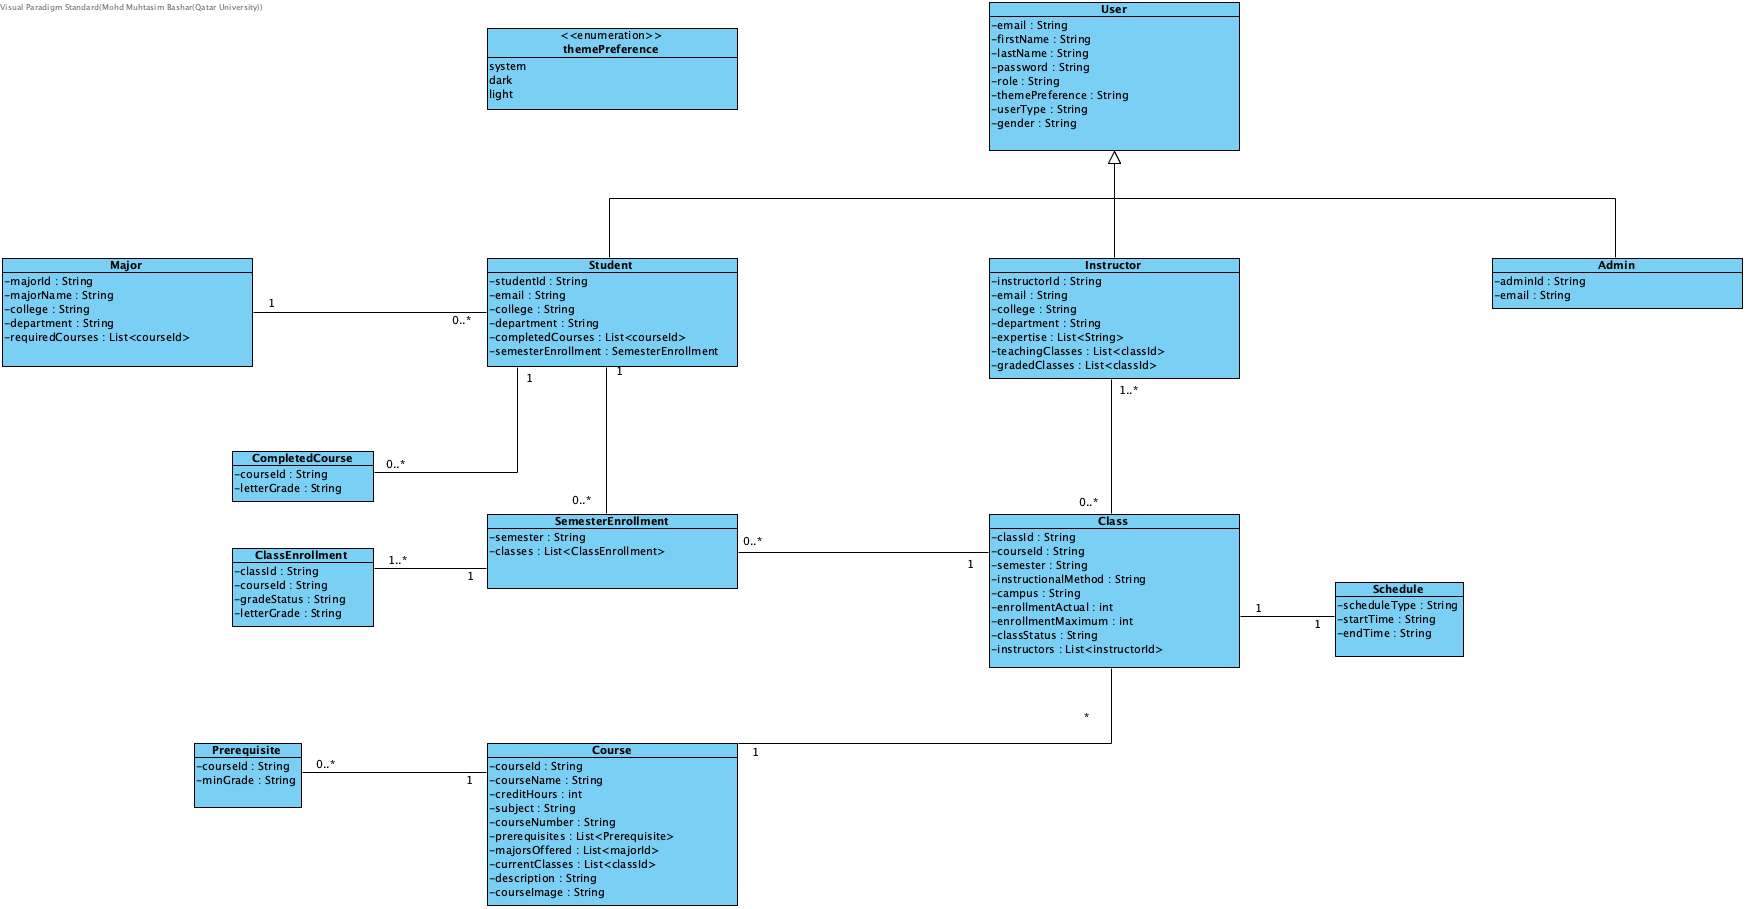 Visual Paradigm Standard(Mohd Muhtasim Bashar(Qatar University))
<<enumeration>>
themePreference
system
dark
light
User
-email : String
-firstName : String
-lastName : String
-password : String
-role : String
-themePreference : String
-userType : String
-gender : String
Major
-majorId : String
-majorName : String
-college : String
-department : String
-requiredCourses : List<courseId>
1
0..*
Student
-studentId : String
-email : String
-college : String
-department : String
-completedCourses : List<courseId>
-semesterEnrollment : SemesterEnrollment
1
1
Instructor
-instructorId : String
-email : String
-college : String
-department : String
-expertise : List<String>
-teachingClasses : List<classId>
-gradedClasses : List<classId>
1..*
Admin
-adminId : String
-email : String
CompletedCourse
-courseId : String
-letterGrade : String
0..*
0..*
0..*
ClassEnrollment
-classId : String
-courseId : String
-gradeStatus : String
-letterGrade : String
1..*
1
SemesterEnrollment
-semester : String
-classes : List<ClassEnrollment>
0..*
1
Class
-classId : String
-courseId : String
-semester : String
-instructionalMethod : String
-campus : String
-enrollmentActual : int
-enrollmentMaximum : int
-classStatus : String
-instructors : List<instructorId>
1
1
Schedule
-scheduleType : String
-startTime : String
-endTime : String
*
1
Prerequisite
-courseId : String
-minGrade : String
0..*
1
Course
-courseId : String
-courseName : String
-creditHours : int
-subject : String
-courseNumber : String
-prerequisites : List<Prerequisite>
-majorsOffered : List<majorId>
-currentClasses : List<classId>
-description : String
-courseImage : String